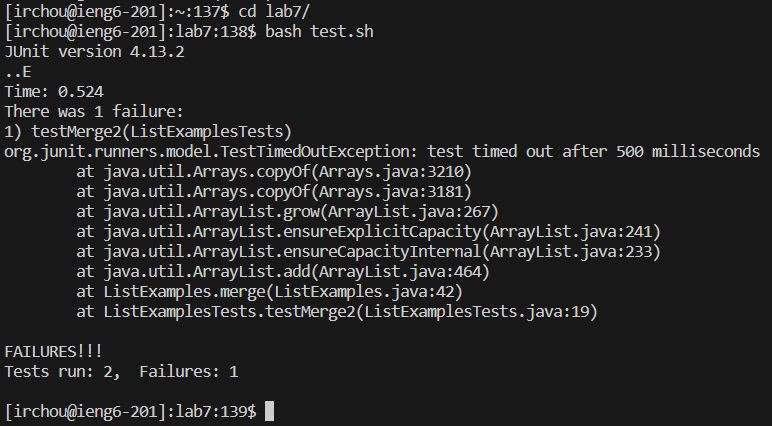 [irchou@ieng6-201]:~:137$ cd lab7/
[irchou@ieng6-201]:lab7:138$ bash test.sh
JUnit version 4.13.2
..E
Time: 0.524
There was 1 failure:
1) testMerge2(ListExamplesTests)
org.junit.runners.model.TestTimedOutException: test timed out after 500 milliseconds
        at java.util.Arrays.copyOf(Arrays.java:3210)
        at java.util.Arrays.copyOf(Arrays.java:3181)
        at java.util.ArrayList.grow(ArrayList.java:267)
        at java.util.ArrayList.ensureExplicitCapacity(ArrayList.java:241)
        at java.util.ArrayList.ensureCapacityInternal(ArrayList.java:233)
        at java.util.ArrayList.add(ArrayList.java:464)
        at ListExamples.merge(ListExamples.java:42)
        at ListExamplesTests.testMerge2(ListExamplesTests.java:19)
FAILURES!!!
Tests run: 2,  Failures: 1
[irchou@ieng6-201]:lab7:139$